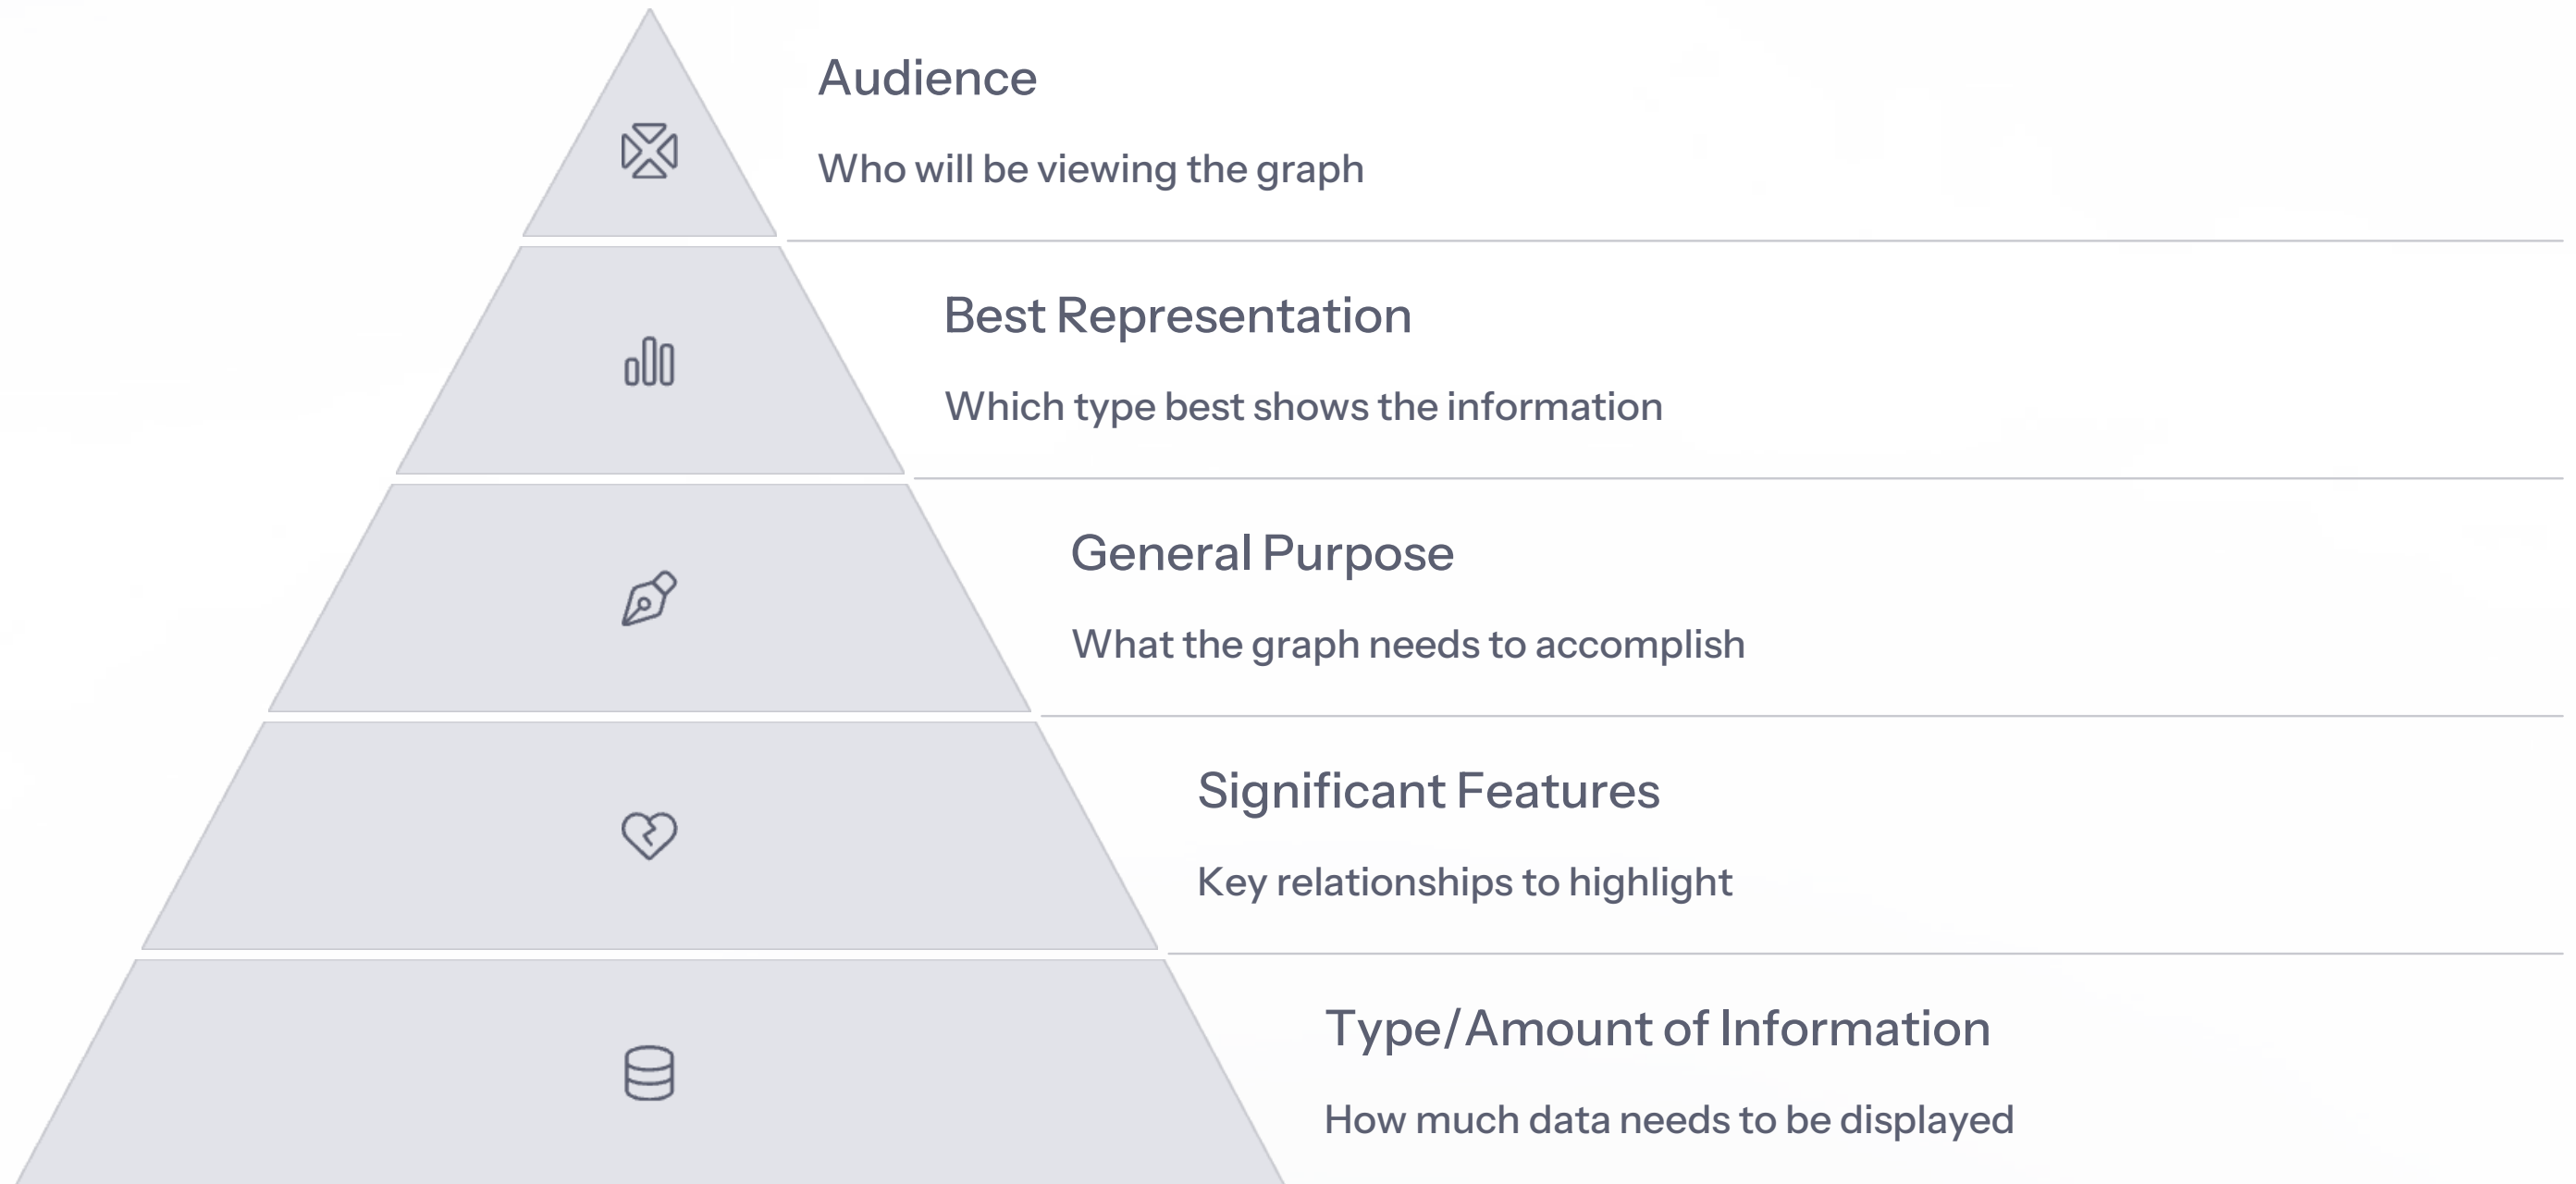 Audience
Who will be viewing the graph
Best Representation
Which type best shows the information
General Purpose
What the graph needs to accomplish
Significant Features
Key relationships to highlight
Type/Amount of Information
How much data needs to be displayed